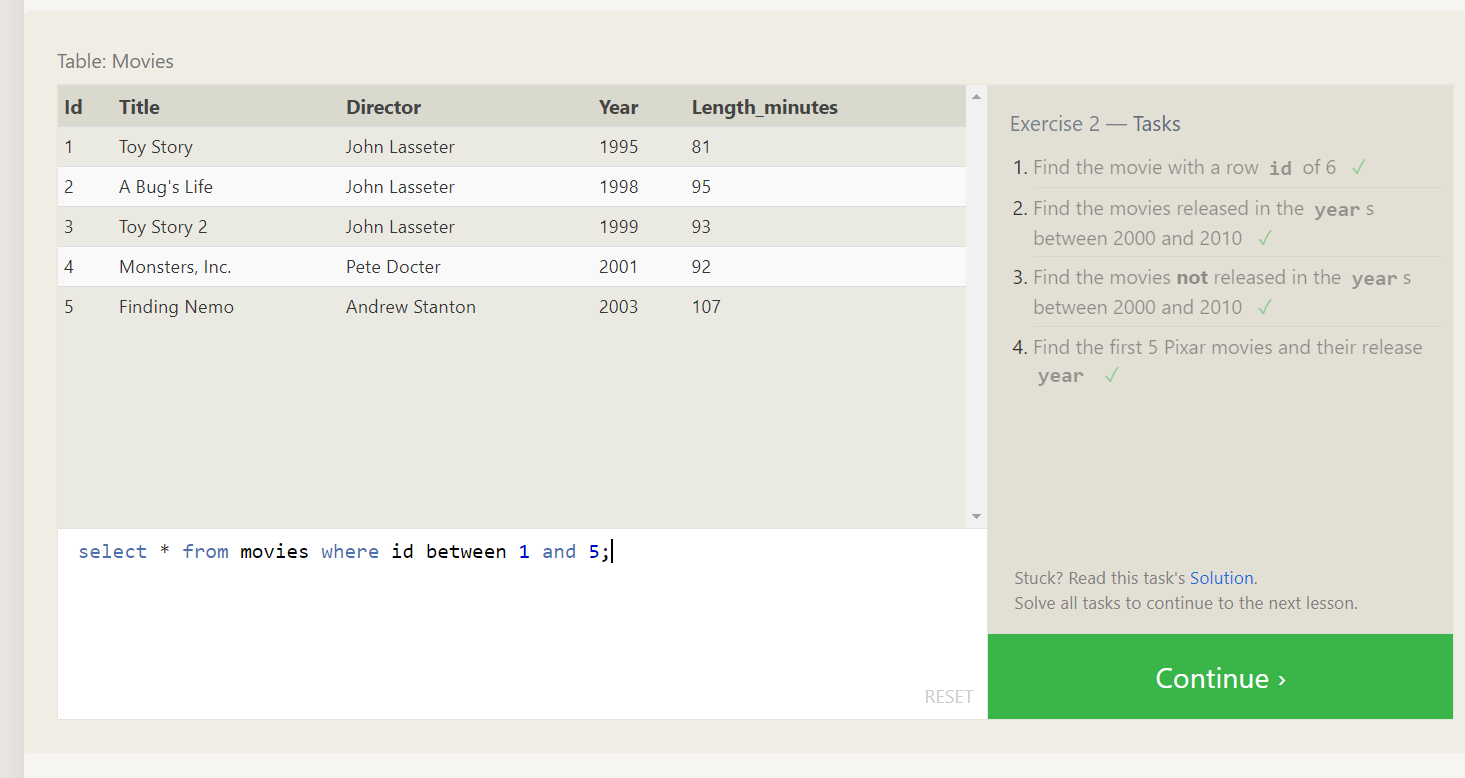 Table: Movies
Id Title Director Year Length_minutes
1 Toy Story John Lasseter 1995 81
2 A Bug's Life John Lasseter 1998 95
3 Toy Story 2 John Lasseter 1999 93
4 Monsters, Inc. Pete Docter 2001 92
5 Finding Nemo Andrew Stanton 2003 107
select * from movies where id between 1 and 5;
RESET
Exercise 2 — Tasks
1. Find the movie with a row id of 6 ✓
2. Find the movies released in the year s
between 2000 and 2010 ✓
3. Find the movies not released in the year s
between 2000 and 2010 ✓
4. Find the first 5 Pixar movies and their release
year ✓
Stuck? Read this task's Solution.
Solve all tasks to continue to the next lesson.
Continue ›